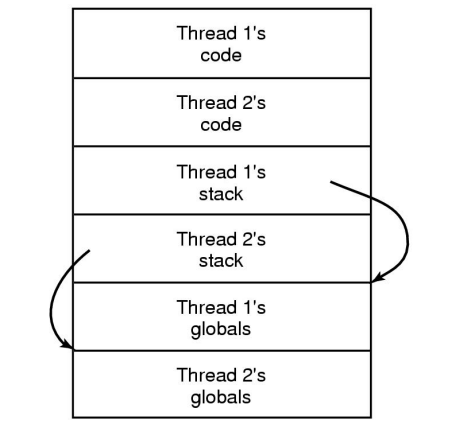 Thread 1's
code
Thread 2's
code
Thread 1's
stack
Thread 2's
stack
Thread 1's
globals
Thread 2's
globals